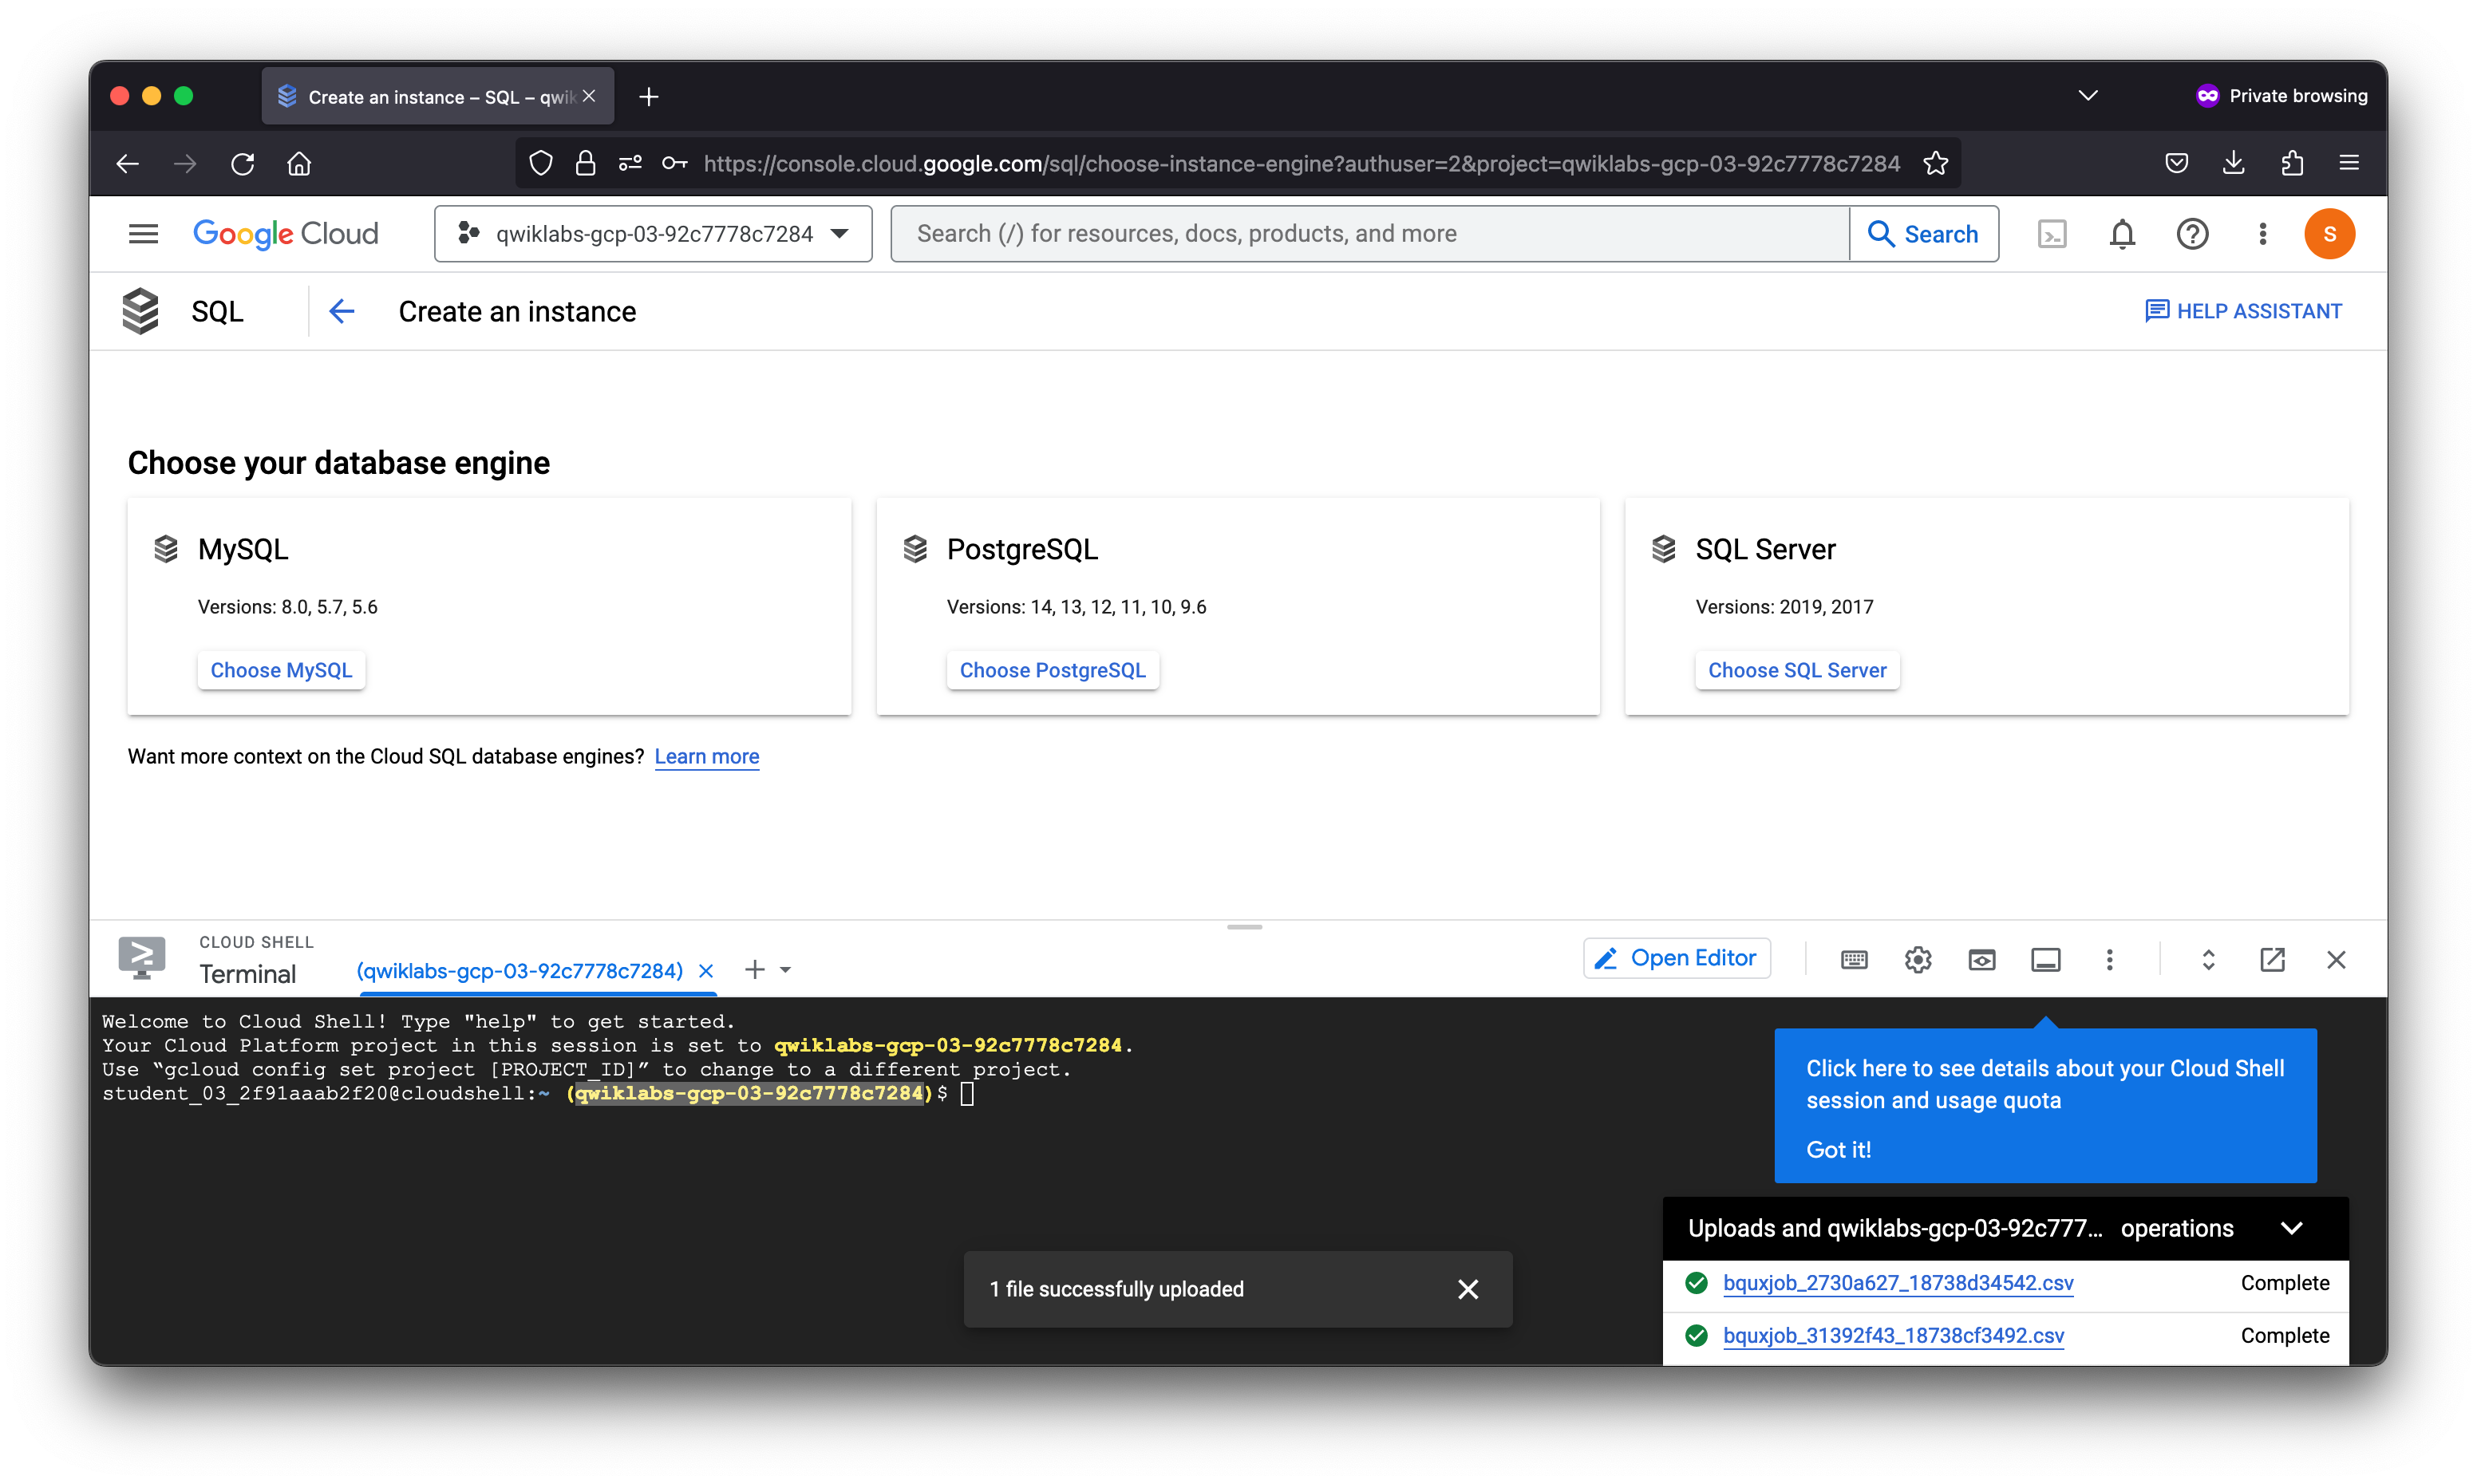 Create an instance – SQL – qwik
Private browsing
https://console.cloud.google.com/sql/choose-instance-engine?authuser=2&project=qwiklabs-gcp-03-92c7778c7284
Google Cloud
qwiklabs-gcp-03-92c7778c7284
Search (/) for resources, docs, products, and more
Search
S
SQL
Create an instance
HELP ASSISTANT
Choose your database engine
MySQL
Versions: 8.0, 5.7, 5.6
Choose MySQL
PostgreSQL
Versions: 14, 13, 12, 11, 10, 9.6
Choose PostgreSQL
SQL Server
Versions: 2019, 2017
Choose SQL Server
Want more context on the Cloud SQL database engines? Learn more
CLOUD SHELL
Terminal
(qwiklabs-gcp-03-92c7778c7284)
Open Editor
Welcome to Cloud Shell! Type "help" to get started.
Your Cloud Platform project in this session is set to qwiklabs-gcp-03-92c7778c7284.
Use “gcloud config set project [PROJECT_ID]” to change to a different project.
student_03_2f91aaab2f20@cloudshell:~ (qwiklabs-gcp-03-92c7778c7284)$
Click here to see details about your Cloud Shell
session and usage quota
Got it!
Uploads and qwiklabs-gcp-03-92c777... operations
1 file successfully uploaded
bquxjob_2730a627_18738d34542.csv Complete
bquxjob_31392f43_18738cf3492.csv Complete